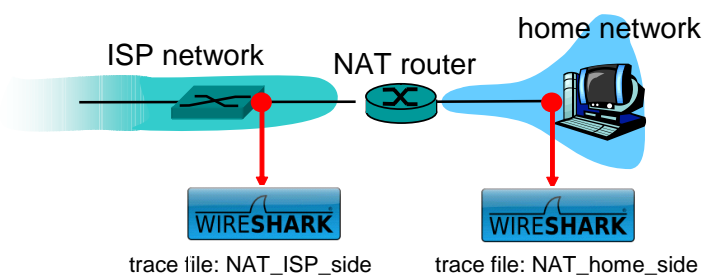 home network
ISP network
NAT router
WIRESHARK
WIRESHARK
trace file: NAT_ISP_side
trace file: NAT_home_side